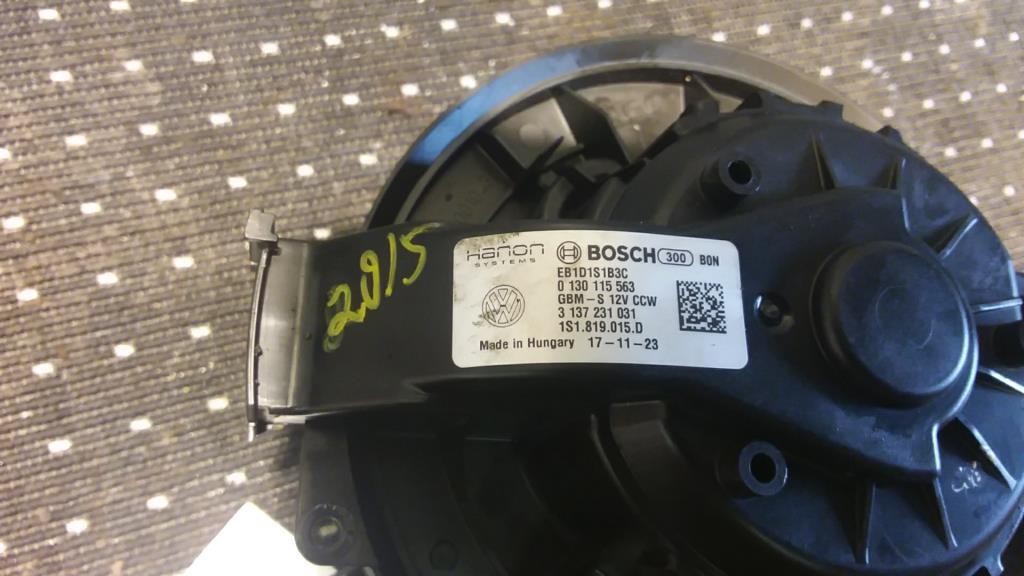 2015
Hanon
SYSTEMS
BOSCH 300 BON
EB1D1S1B3C
0 130 115 563
GBM-S 12V CCW
3 137 231 031
1S1.819.015.D
Made in Hungary 17-11-23